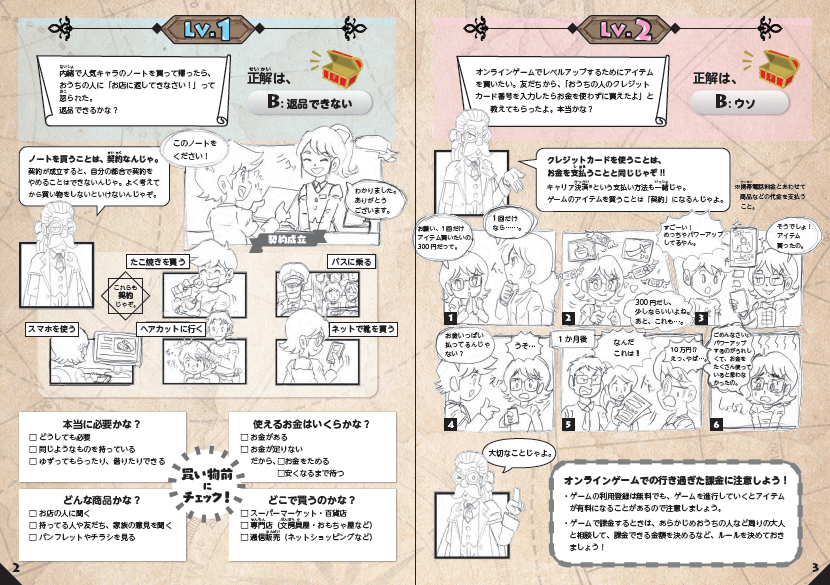 Lv.1
内緒で人気キャラのノートを買って帰ったら、
おうちの人に「お店に返してきなさい！」って
怒られた。
返品できるかな？
正解は、
B：返品できない
ノートを買うことは、契約なんじゃ。
契約が成立すると、自分の都合で契約を
やめることはできないんじゃ。よく考えて
から買い物をしないといけないんじゃぞ。
このノートを
ください！
わかりました。
ありがとう
ございます。
契約成立
これらも
契約
じゃぞ。
たこ焼きを買う
バスに乗る
スマホを使う
ヘアカットに行く
ネットで靴を買う
本当に必要かな？
□ どうしても必要
□ 同じようなものを持っている
□ ゆずってもらったり、借りたりできる
使えるお金はいくらかな？
□ お金がある
□ お金が足りない
だから、□お金をためる
□安くなるまで待つ
買い物前
に
チェック！
どんな商品かな？
□ お店の人に聞く
□ 持ってる人や友だち、家族の意見を聞く
□ パンフレットやチラシを見る
どこで買うのかな？
□ スーパーマーケット・百貨店
□ 専門店（文房具屋・おもちゃ屋など）
□ 通信販売（ネットショッピングなど）
2
Lv.2
オンラインゲームでレベルアップするためにアイテム
を買いたい。友だちから、「おうちの人のクレジット
カード番号を入力したらお金を使わずに買えたよ」と
教えてもらったよ。本当かな？
正解は、
B：ウソ
クレジットカードを使うことは、
お金を支払うことと同じじゃぞ!!
キャリア決済※という支払い方法も一緒じゃ。
ゲームのアイテムを買うことは「契約」になるんじゃよ。
※携帯電話料金とあわせて
商品などの代金を支払う
こと。
お願い、1回だけ
アイテム買いたいの。
300円だって。
1回だけ
なら……。
1
300円だし、
少しならいいよね。
あと、これも…。
2
すごーい！
めっちゃパワーアップ
してるやん。
そうでしょ！
アイテム
買ったの。
3
お金いっぱい
払ってるんじゃ
ない？
うそ…
4
1か月後
なんだ
これは！
10万円!?
えっ、やば…
5
ごめんなさい。
パワーアップ
するのがうれし
くて、お金を
たくさん使って
いると思わな
かったの。
6
大切なことじゃよ。
オンラインゲームでの行き過ぎた課金に注意しよう！
・ゲームの利用登録は無料でも、ゲームを進行していくとアイテム
が有料になることがあるので注意しましょう。
・ゲームで課金するときは、あらかじめおうちの人など周りの大人
と相談して、課金できる金額を決めるなど、ルールを決めておき
ましょう！
3